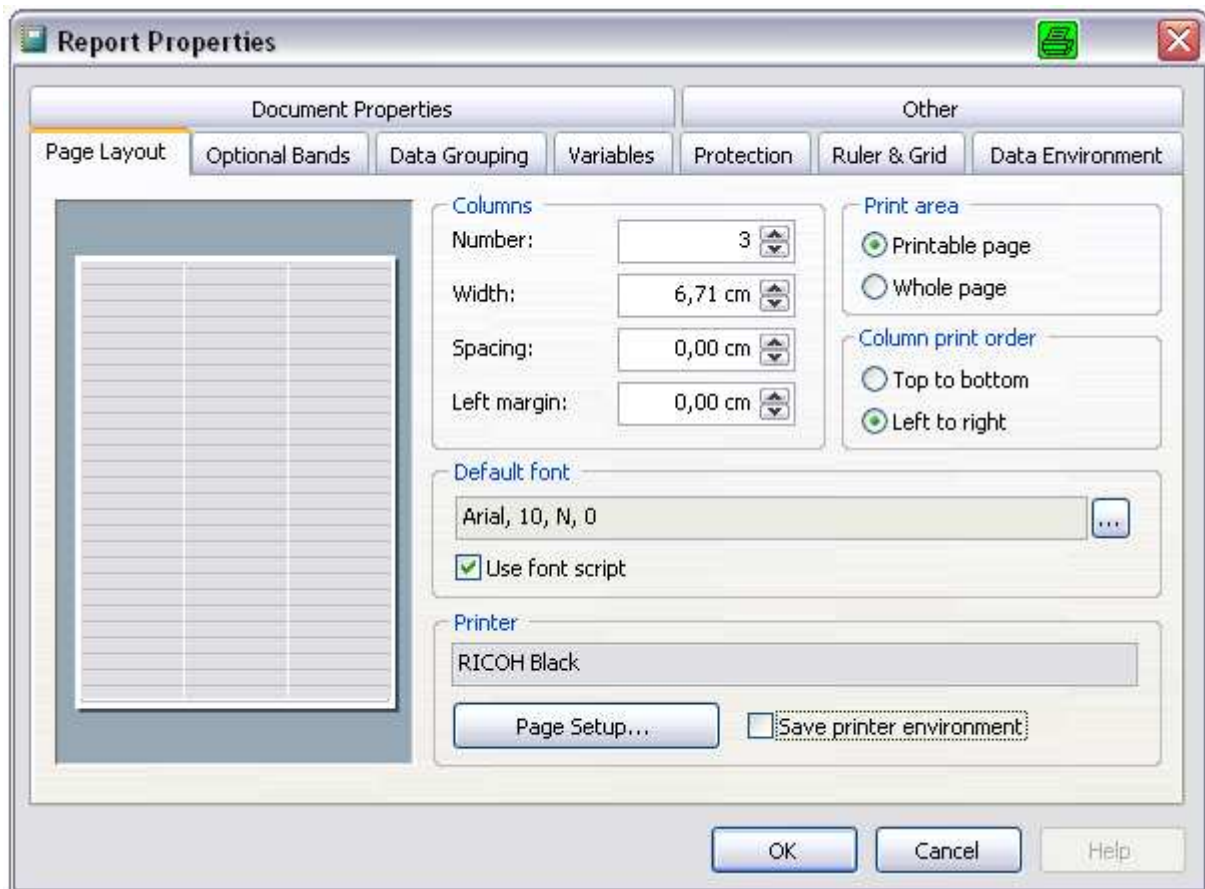 Report Properties
Document Properties Other
Page Layout Optional Bands Data Grouping Variables Protection Ruler & Grid Data Environment
Columns
Number: 3
Width: 6,71 cm
Spacing: 0,00 cm
Left margin: 0,00 cm
Print area
Printable page
Whole page
Column print order
Top to bottom
Left to right
Default font
Arial, 10, N, 0
...
Use font script
Printer
RICOH Black
Page Setup... Save printer environment
OK Cancel Help